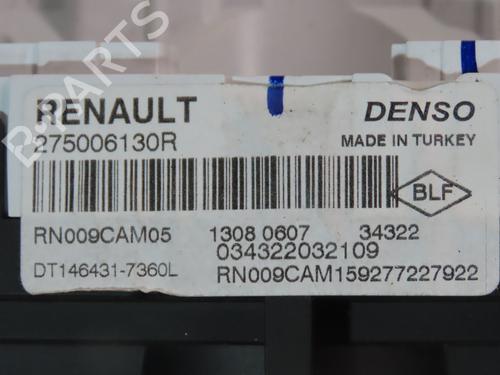 B-PARTS
RENAULT
DENSO
275006130R
MADE IN TURKEY
BLF
RN009CAM05 1308 0607 34322
034322032109
DT146431-7360L RN009CAM159277227922